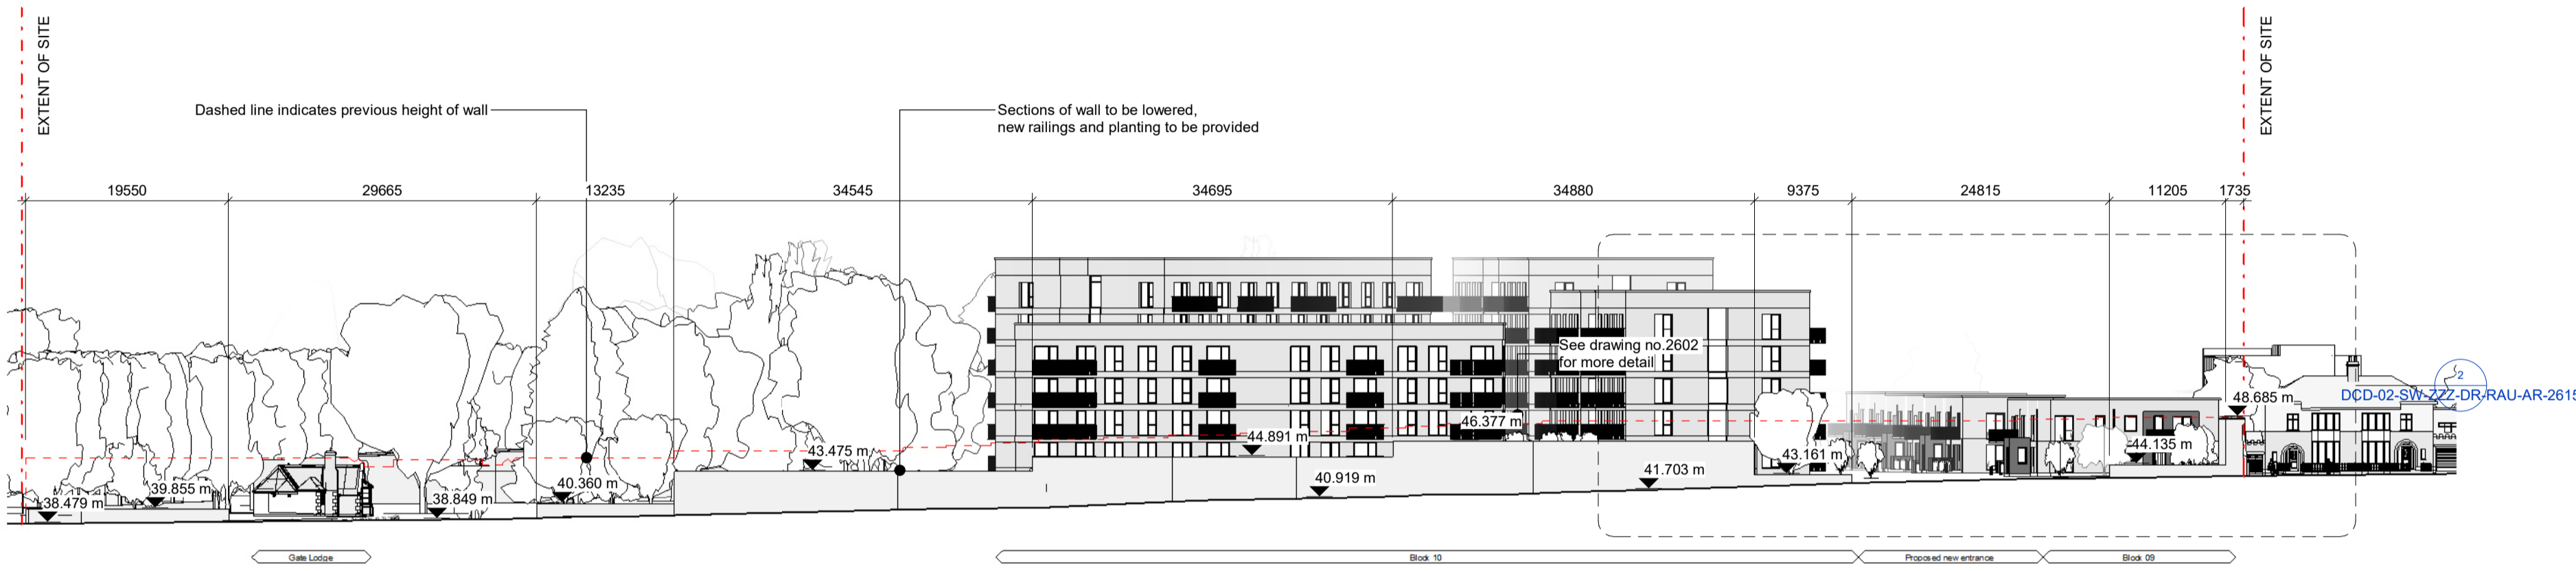 EXTENT OF SITE
EXTENT OF SITE
Dashed line indicates previous height of wall
Sections of wall to be lowered,
new railings and planting to be provided
19550
29665
13235
34545
34695
34880
9375
24815
11205
1735
See drawing no.2602
for more detail
2
DCD-02-SW-ZZZ-DR-RAU-AR-2615
48.685 m
46.377 m
44.891 m
44.135 m
43.475 m
43.161 m
41.703 m
40.919 m
40.360 m
39.855 m
38.849 m
38.479 m
Gate Lodge
Block 10
Proposed new entrance
Block 09